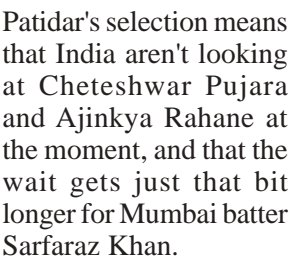 Patidar's selection means
that India aren't looking
at Cheteshwar Pujara
and Ajinkya Rahane at
the moment, and that the
wait gets just that bit
longer for Mumbai batter
Sarfaraz Khan.